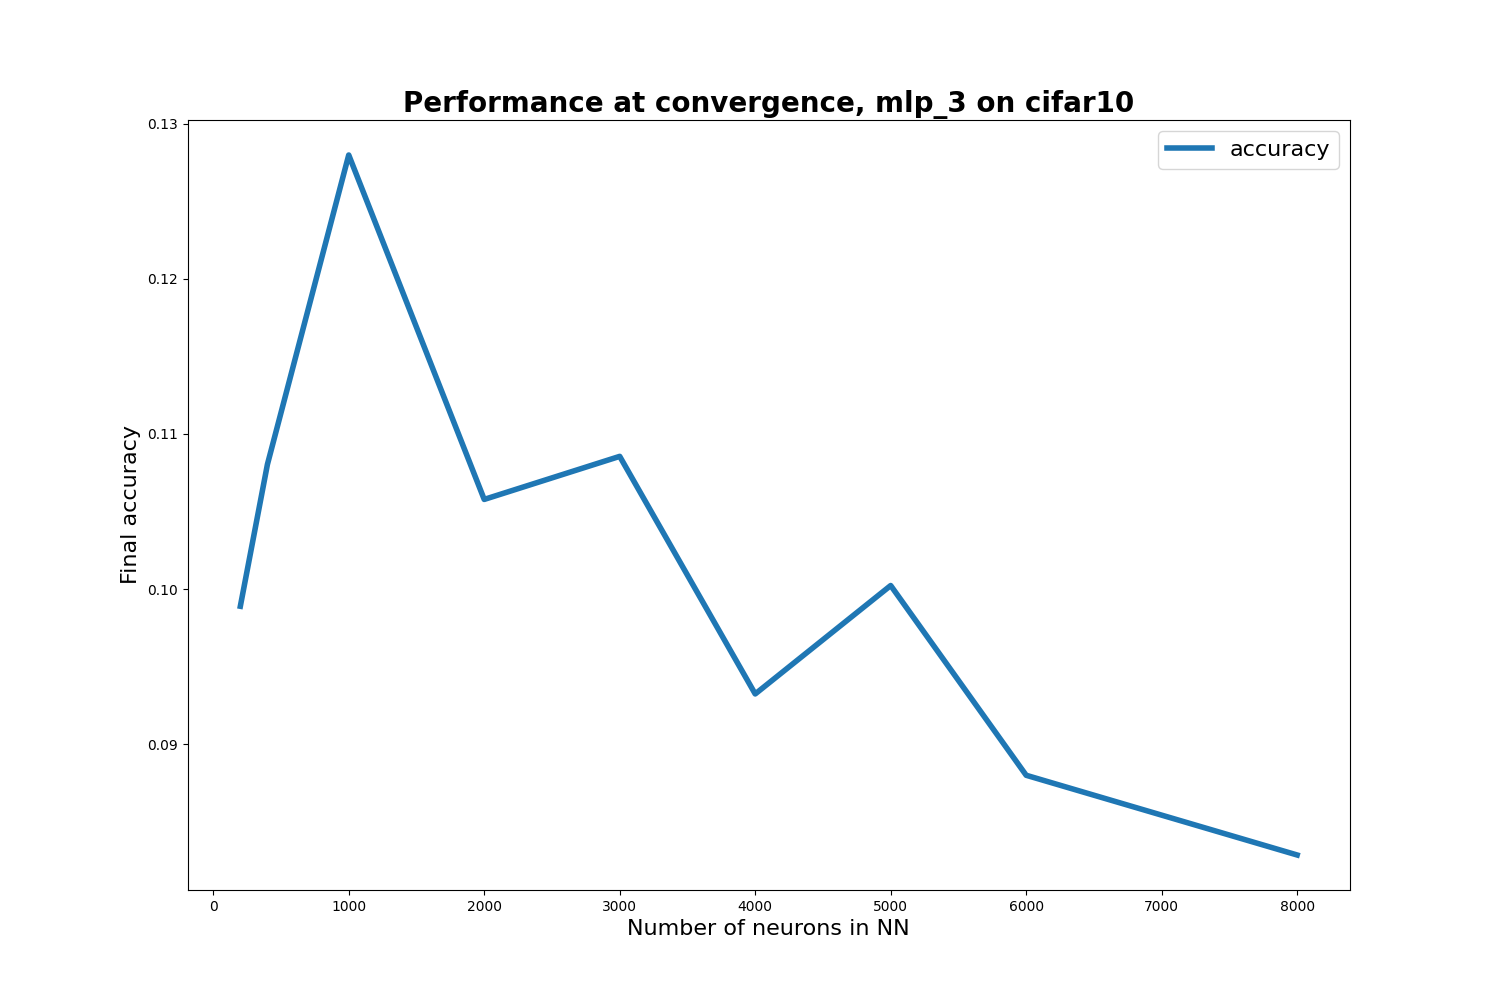 Performance at convergence, mlp_3 on cifar10
accuracy
0.13
0.12
0.11
0.10
0.09
Final accuracy
0 1000 2000 3000 4000 5000 6000 7000 8000
Number of neurons in NN